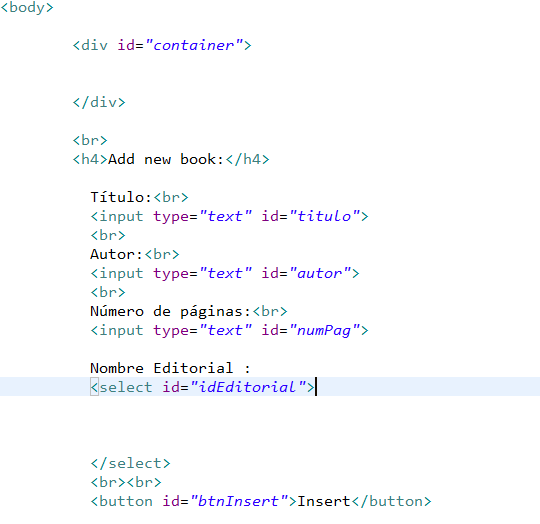 <body>
<div id="container">
</div>
<br>
<h4>Add new book:</h4>
Título:<br>
<input type="text" id="titulo">
<br>
Autor:<br>
<input type="text" id="autor">
<br>
Número de páginas:<br>
<input type="text" id="numPag">
Nombre Editorial :
<select id="idEditorial">
</select>
<br><br>
<button id="btnInsert">Insert</button>